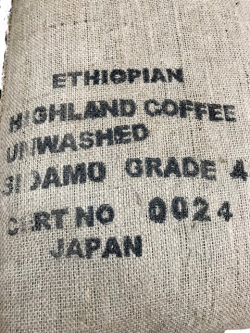 ETHIOPIAN
HIGHLAND COFFEE
UNWASHED
SIDAMO GRADE 4
CERT NO 0024
JAPAN